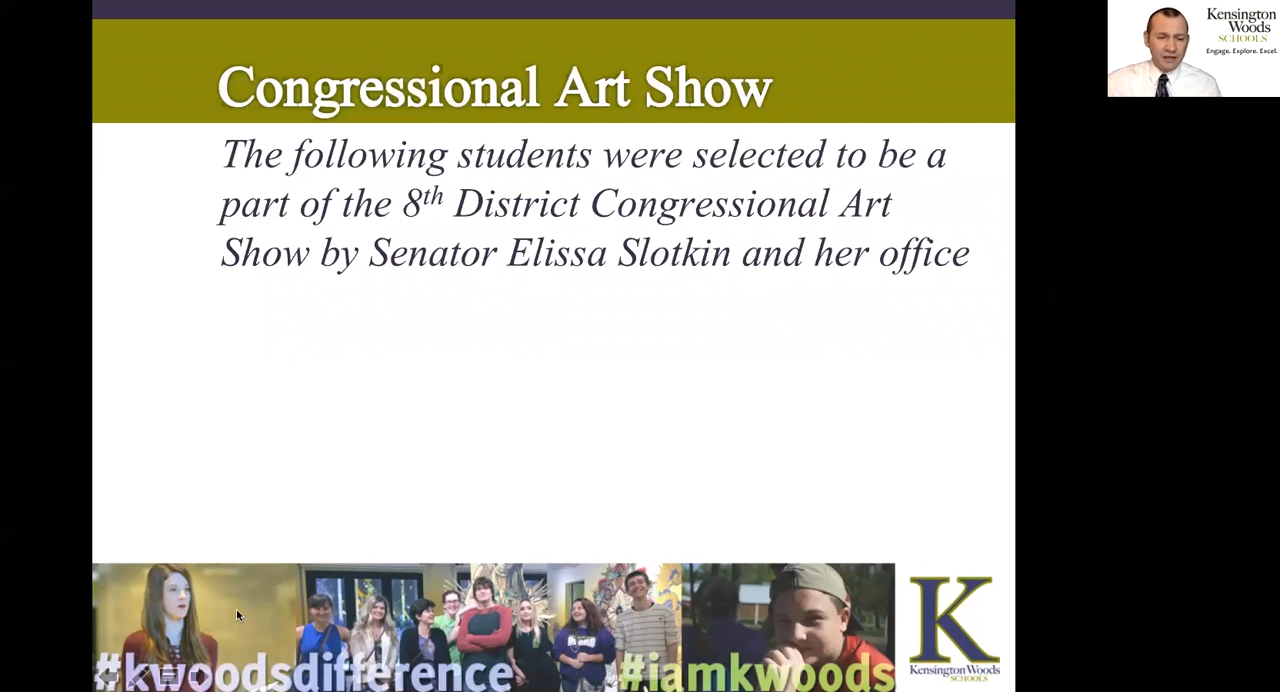 Congressional Art Show
The following students were selected to be a
part of the 8th District Congressional Art
Show by Senator Elissa Slotkin and her office
Kensington
Woods
SCHOOLS
Engage. Explore. Excel.
#kwoodsdifference
#iamkwoods
K
Kensington Woods
SCHOOLS